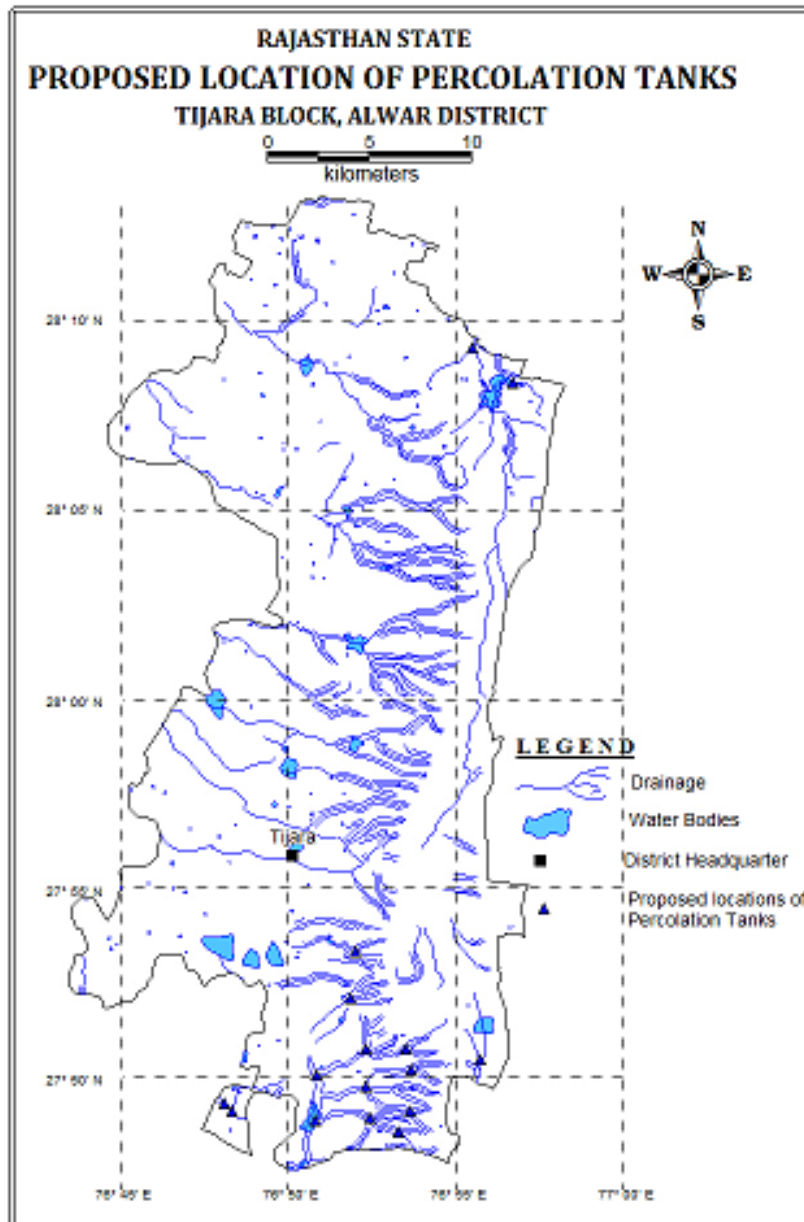 RAJASTHAN STATE
PROPOSED LOCATION OF PERCOLATION TANKS
TIJARA BLOCK, ALWAR DISTRICT
0 5 10
kilometers
N
W E
S
28° 10' N
28° 05' N
28° 00' N
LEGEND
Drainage
Water Bodies
Tijara
District Headquarter
Proposed locations of
Percolation Tanks
27° 50' N
76° 45' E 76° 50' E 76° 55' E 77° 00' E